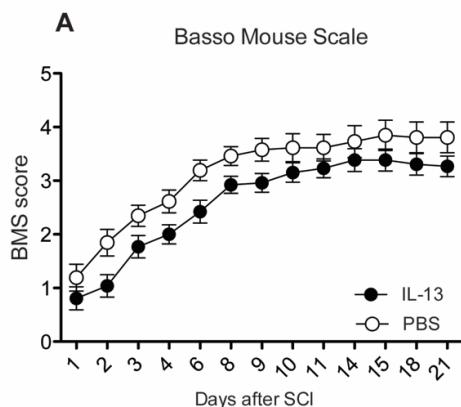 A
Basso Mouse Scale
5
4
3
2
1
0
BMS score
IL-13
PBS
1 2 3 4 6 8 9 10 11 14 15 18 21
Days after SCI